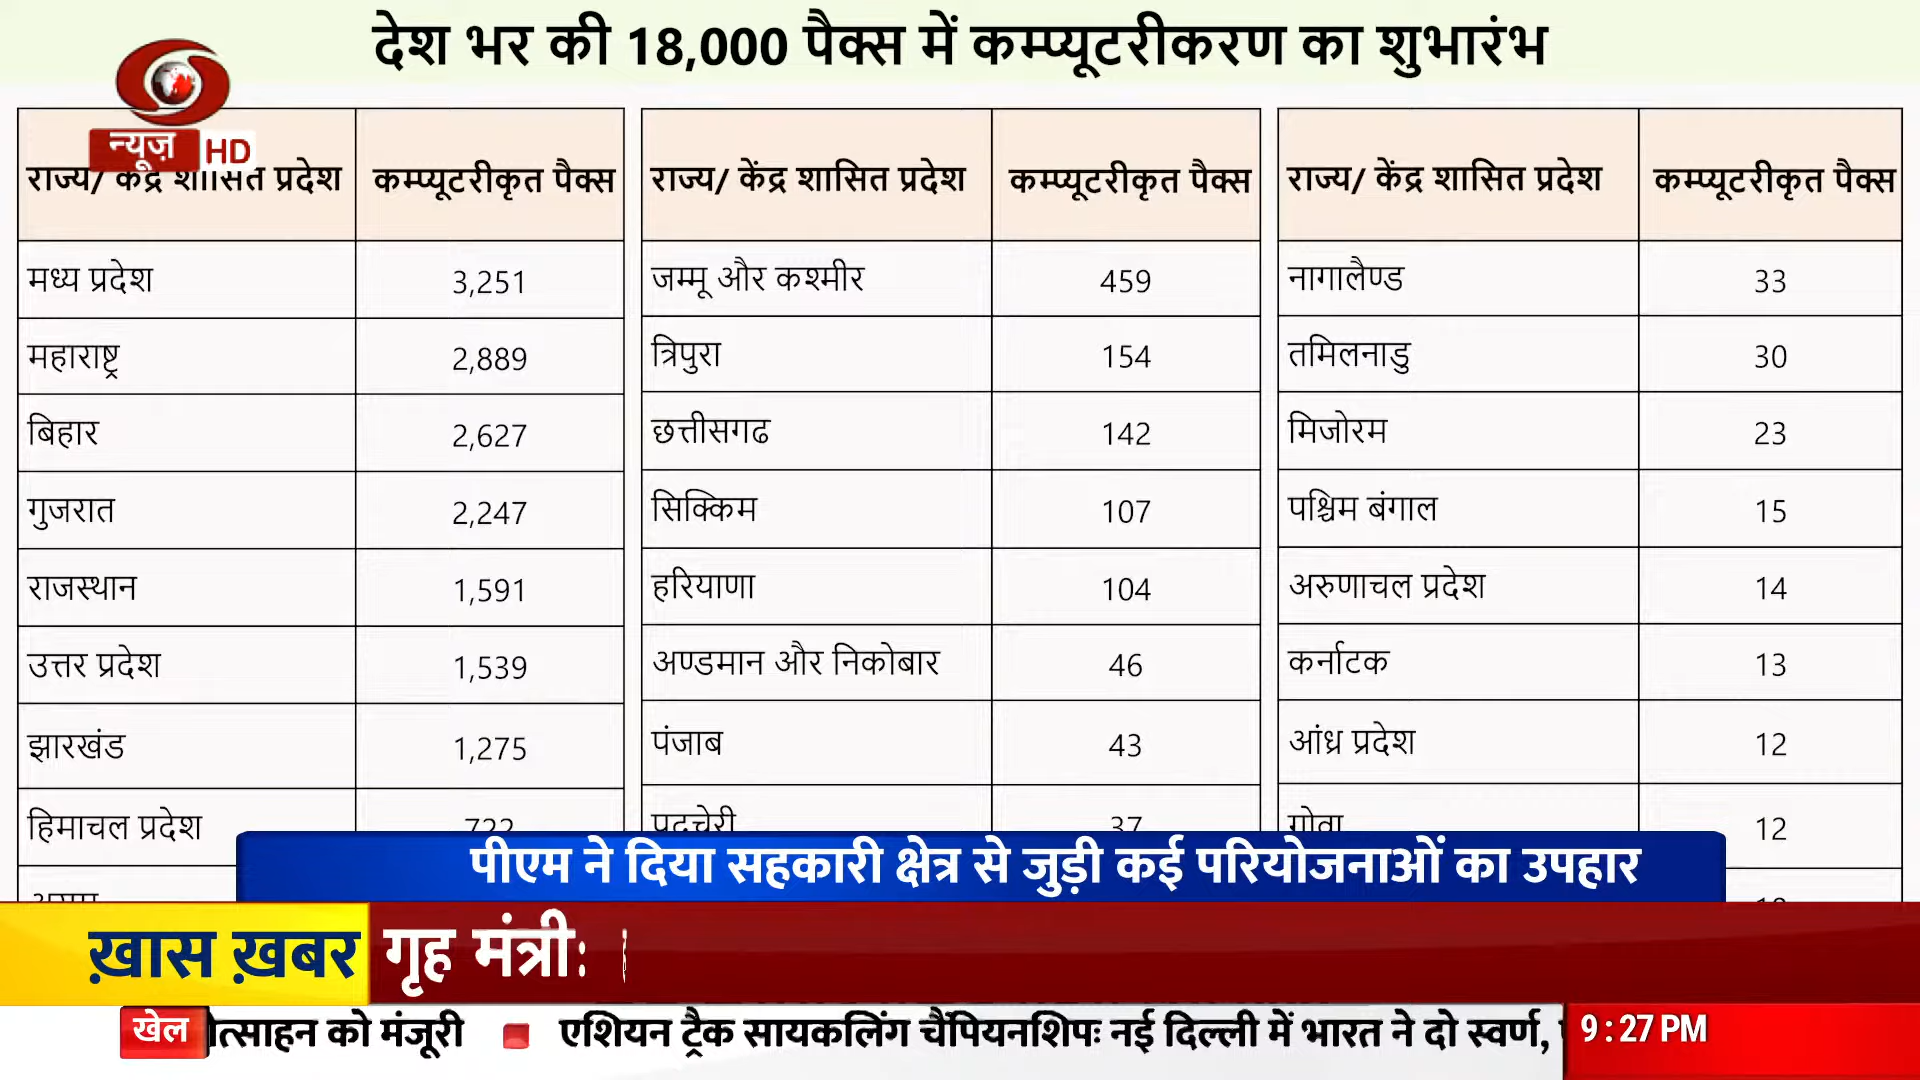 देश भर की 18,000 पैक्स में कम्प्यूटरीकरण का शुभारंभ
न्यूज़ HD
राज्य/ केंद्र शासित प्रदेश कम्प्यूटरीकृत पैक्स राज्य/ केंद्र शासित प्रदेश कम्प्यूटरीकृत पैक्स राज्य/ केंद्र शासित प्रदेश कम्प्यूटरीकृत पैक्स
मध्य प्रदेश 3,251 जम्मू और कश्मीर 459 नागालैण्ड 33
महाराष्ट्र 2,889 त्रिपुरा 154 तमिलनाडु 30
बिहार 2,627 छत्तीसगढ 142 मिजोरम 23
गुजरात 2,247 सिक्किम 107 पश्चिम बंगाल 15
राजस्थान 1,591 हरियाणा 104 अरुणाचल प्रदेश 14
उत्तर प्रदेश 1,539 अण्डमान और निकोबार 46 कर्नाटक 13
झारखंड 1,275 पंजाब 43 आंध्र प्रदेश 12
हिमाचल प्रदेश 722 37 गोवा 12
पीएम ने दिया सहकारी क्षेत्र से जुड़ी कई परियोजनाओं का उपहार
ख़ास ख़बर गृह मंत्री:
खेल त्साहन को मंजूरी एशियन ट्रैक सायकलिंग चैंपियनशिपः नई दिल्ली में भारत ने दो स्वर्ण, 9:27 PM